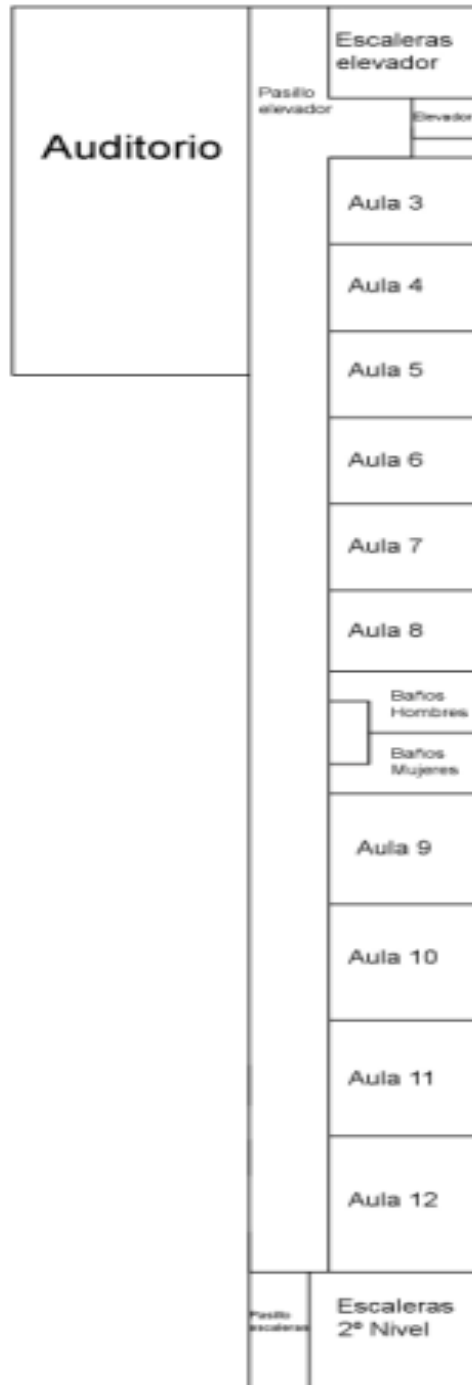 Escaleras
elevador
Pasillo
elevador
Elevador
Auditorio
Aula 3
Aula 4
Aula 5
Aula 6
Aula 7
Aula 8
Baños
Hombres
Baños
Mujeres
Aula 9
Aula 10
Aula 11
Aula 12
Pasillo
escaleras
Escaleras
2º Nivel